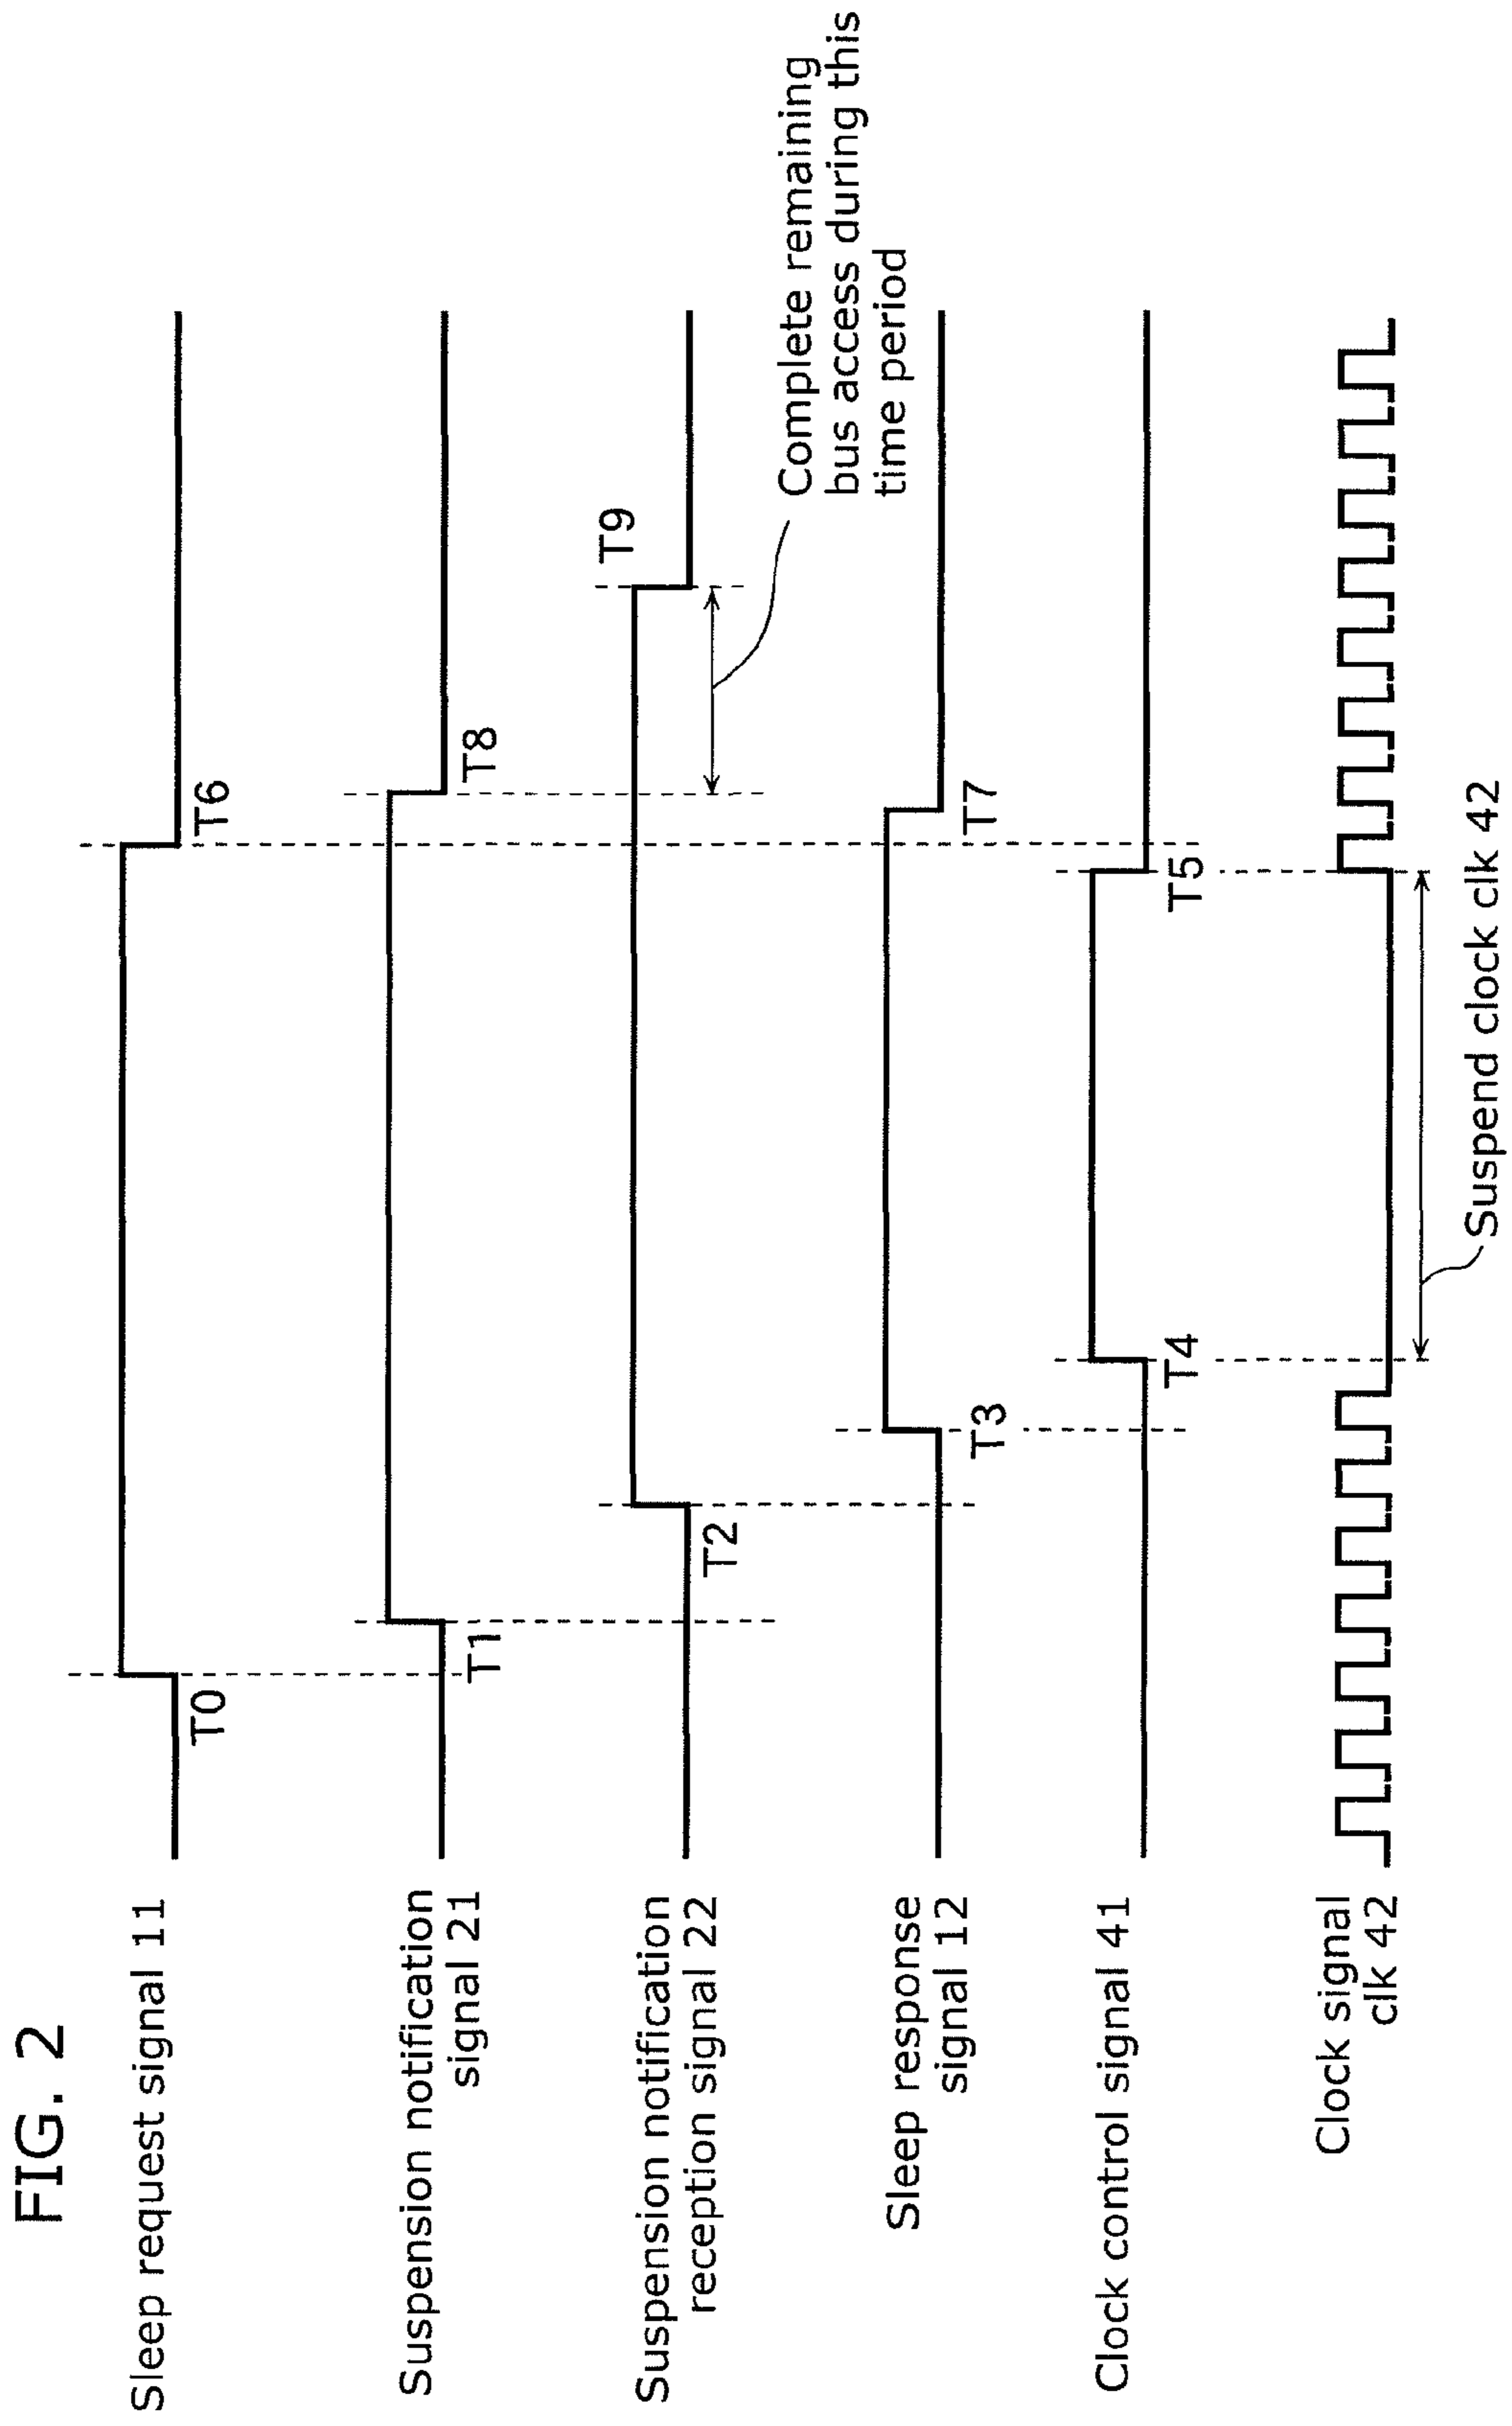 FIG. 2
Sleep request signal 11
T0
T6
Suspension notification
signal 21
T1
T8
Suspension notification
reception signal 22
T2
T9
Complete remaining
bus access during this
time period
Sleep response
signal 12
T3
T7
Clock control signal 41
T4
T5
Clock signal
clk 42
Suspend clock clk 42